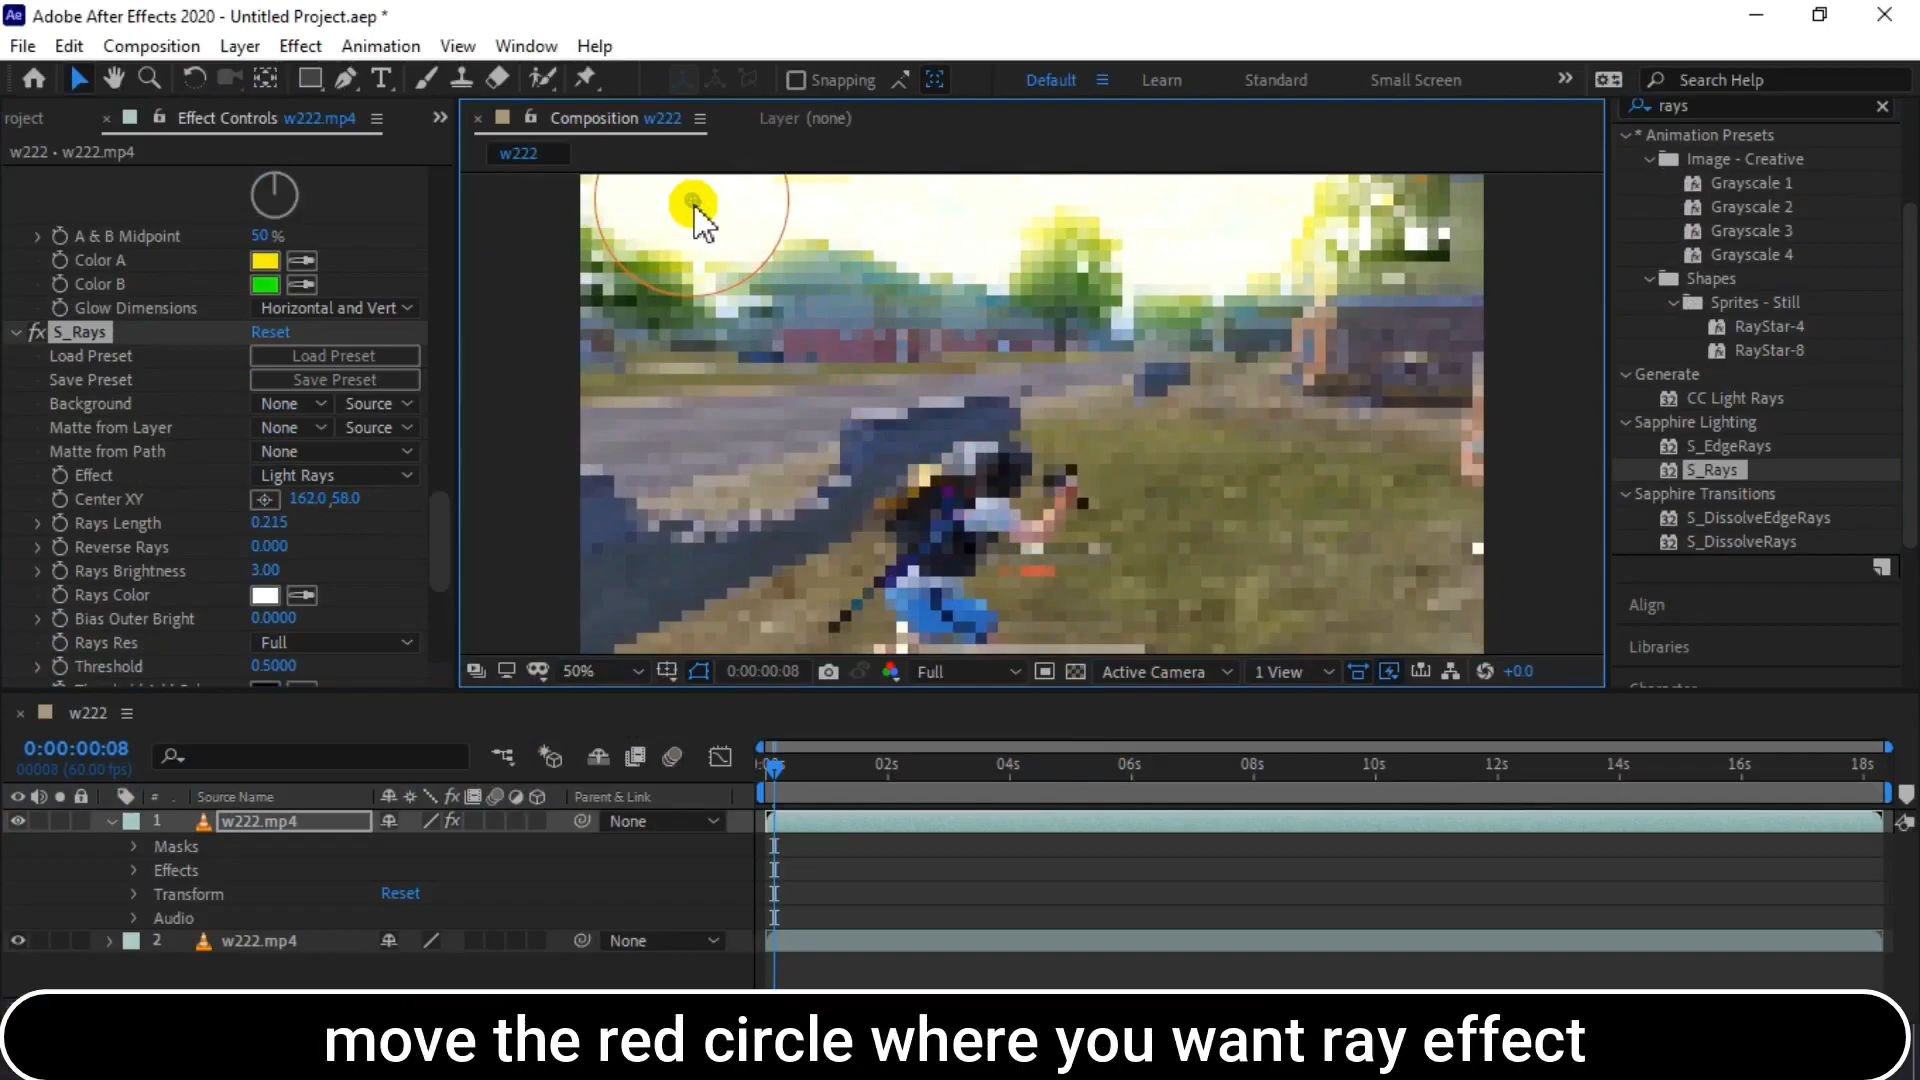 Ae Adobe After Effects 2020 - Untitled Project.aep *
File Edit Composition Layer Effect Animation View Window Help
Snapping Default Learn Standard Small Screen Search Help
roject Effect Controls w222.mp4
w222 • w222.mp4
A & B Midpoint 50 %
Color A
Color B
Glow Dimensions Horizontal and Vert
fx S_Rays Reset
Load Preset Load Preset
Save Preset Save Preset
Background None Source
Matte from Layer None Source
Matte from Path None
Effect Light Rays
Center XY 162.0 ,58.0
Rays Length 0.215
Reverse Rays 0.000
Rays Brightness 3.00
Rays Color
Bias Outer Bright 0.0000
Rays Res Full
Threshold 0.5000
Composition w222 Layer (none)
w222
50% 0:00:00:08 Full Active Camera 1 View +0.0
rays
* Animation Presets
Image - Creative
Grayscale 1
Grayscale 2
Grayscale 3
Grayscale 4
Shapes
Sprites - Still
RayStar-4
RayStar-8
Generate
32 CC Light Rays
Sapphire Lighting
32 S_EdgeRays
32 S_Rays
Sapphire Transitions
32 S_DissolveEdgeRays
32 S_DissolveRays
Align
Libraries
w222
0:00:00:08
00008 (60.00 fps)
02s 04s 06s 08s 10s 12s 14s 16s 18s
# Source Name fx Parent & Link
1 w222.mp4 fx None
Masks
Effects
Transform Reset
Audio
2 w222.mp4 None
move the red circle where you want ray effect